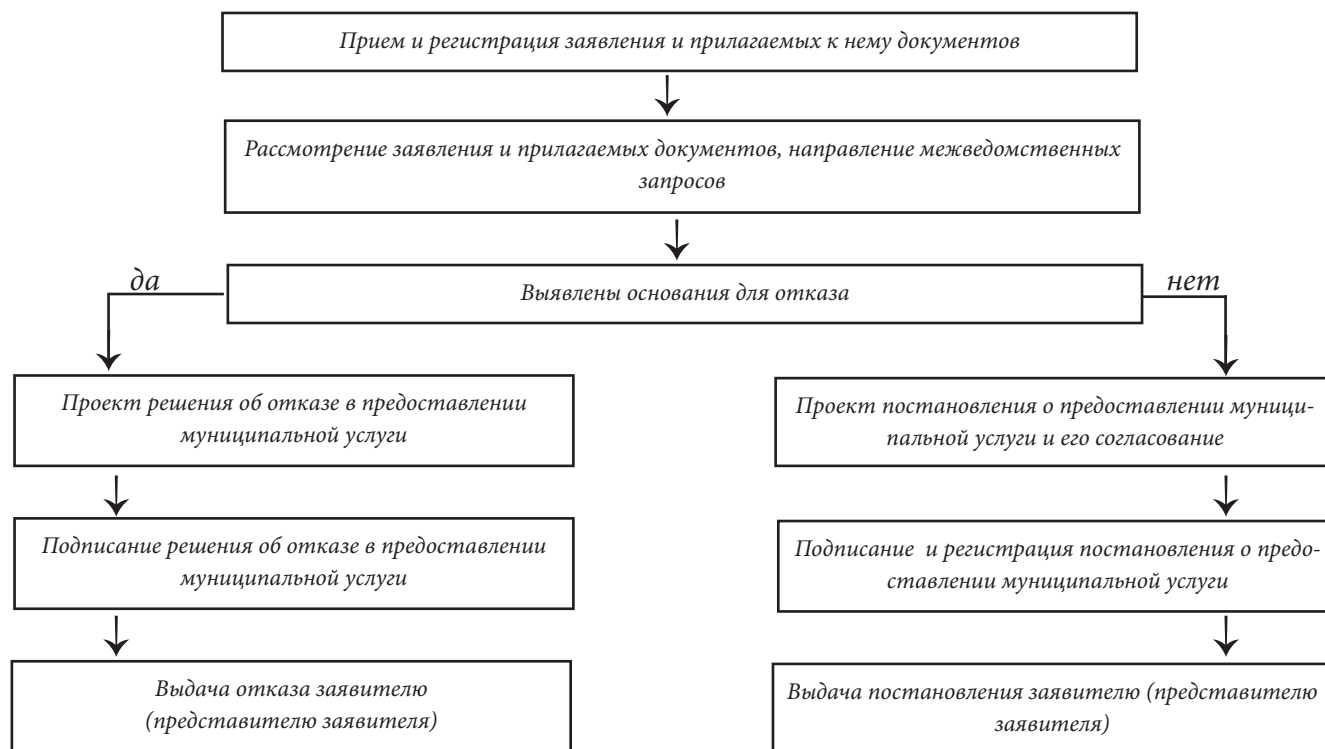 Прием и регистрация заявления и прилагаемых к нему документов
Рассмотрение заявления и прилагаемых документов, направление межведомственных
запросов
да
Выявлены основания для отказа
нет
Проект решения об отказе в предоставлении
муниципальной услуги
Проект постановления о предоставлении муници-
пальной услуги и его согласование
Подписание решения об отказе в предоставлении
муниципальной услуги
Подписание и регистрация постановления о предо-
ставлении муниципальной услуги
Выдача отказа заявителю
(представителю заявителя)
Выдача постановления заявителю (представителю
заявителя)